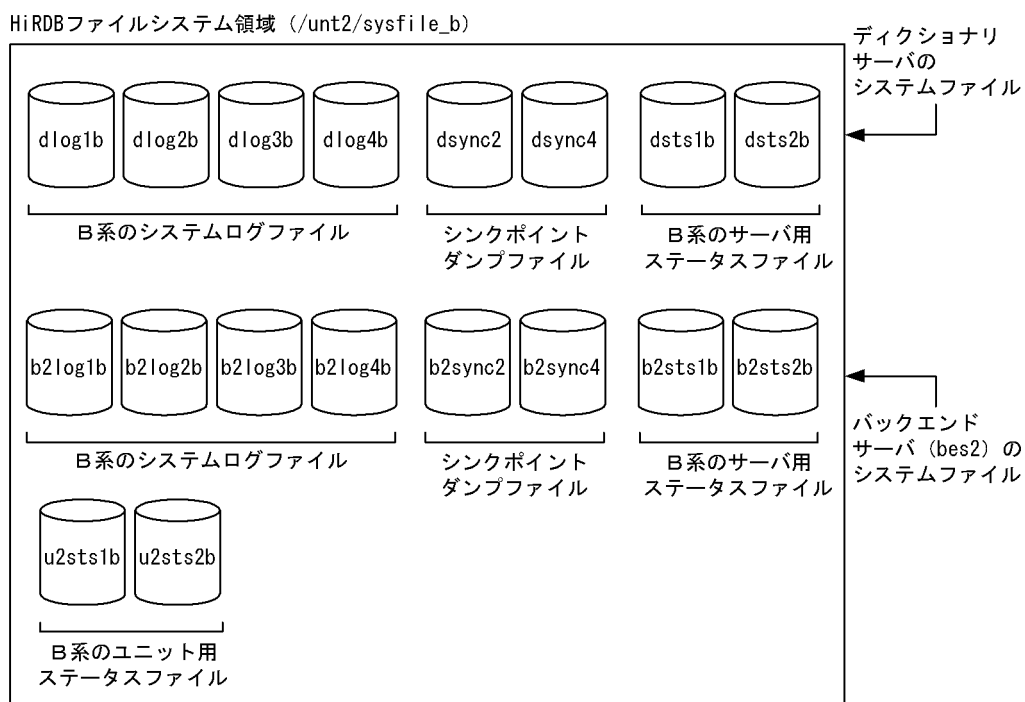 HiRDBファイルシステム領域（/unt2/sysfile_b）
ディクショナリ
サーバの
システムファイル
dlog1b dlog2b dlog3b dlog4b dsync2 dsync4 dsts1b dsts2b
B系のシステムログファイル
シンクポイント
ダンプファイル
B系のサーバ用
ステータスファイル
b2log1b b2log2b b2log3b b2log4b b2sync2 b2sync4 b2sts1b b2sts2b
バックエンド
サーバ（bes2）の
システムファイル
B系のシステムログファイル
シンクポイント
ダンプファイル
B系のサーバ用
ステータスファイル
u2sts1b u2sts2b
B系のユニット用
ステータスファイル